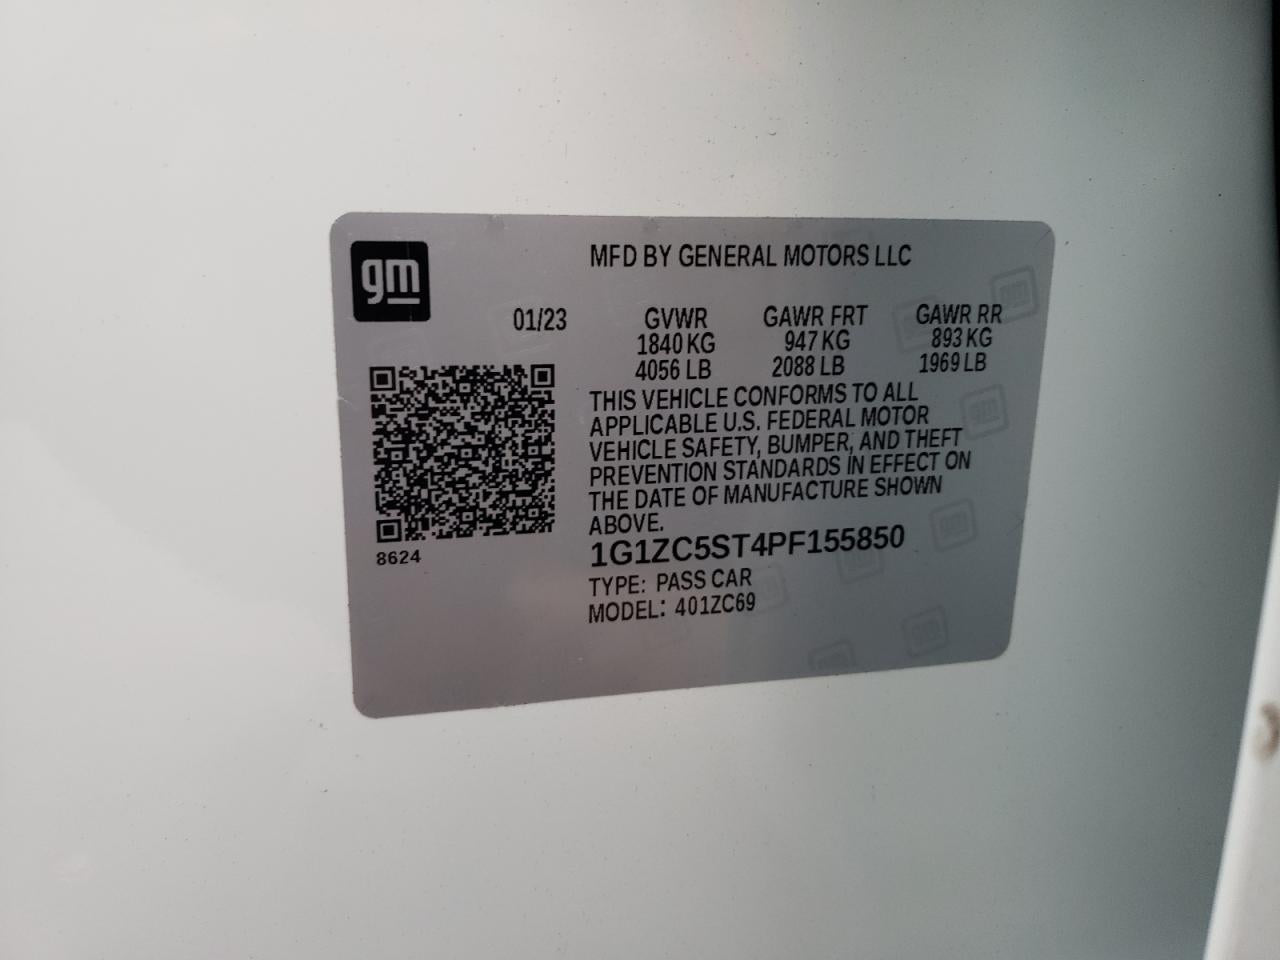 gm
MFD BY GENERAL MOTORS LLC
01/23 GVWR GAWR FRT GAWR RR
1840 KG 947 KG 893 KG
4056 LB 2088 LB 1969 LB
THIS VEHICLE CONFORMS TO ALL
APPLICABLE U.S. FEDERAL MOTOR
VEHICLE SAFETY, BUMPER, AND THEFT
PREVENTION STANDARDS IN EFFECT ON
THE DATE OF MANUFACTURE SHOWN
ABOVE.
1G1ZC5ST4PF155850
8624
TYPE: PASS CAR
MODEL: 401ZC69